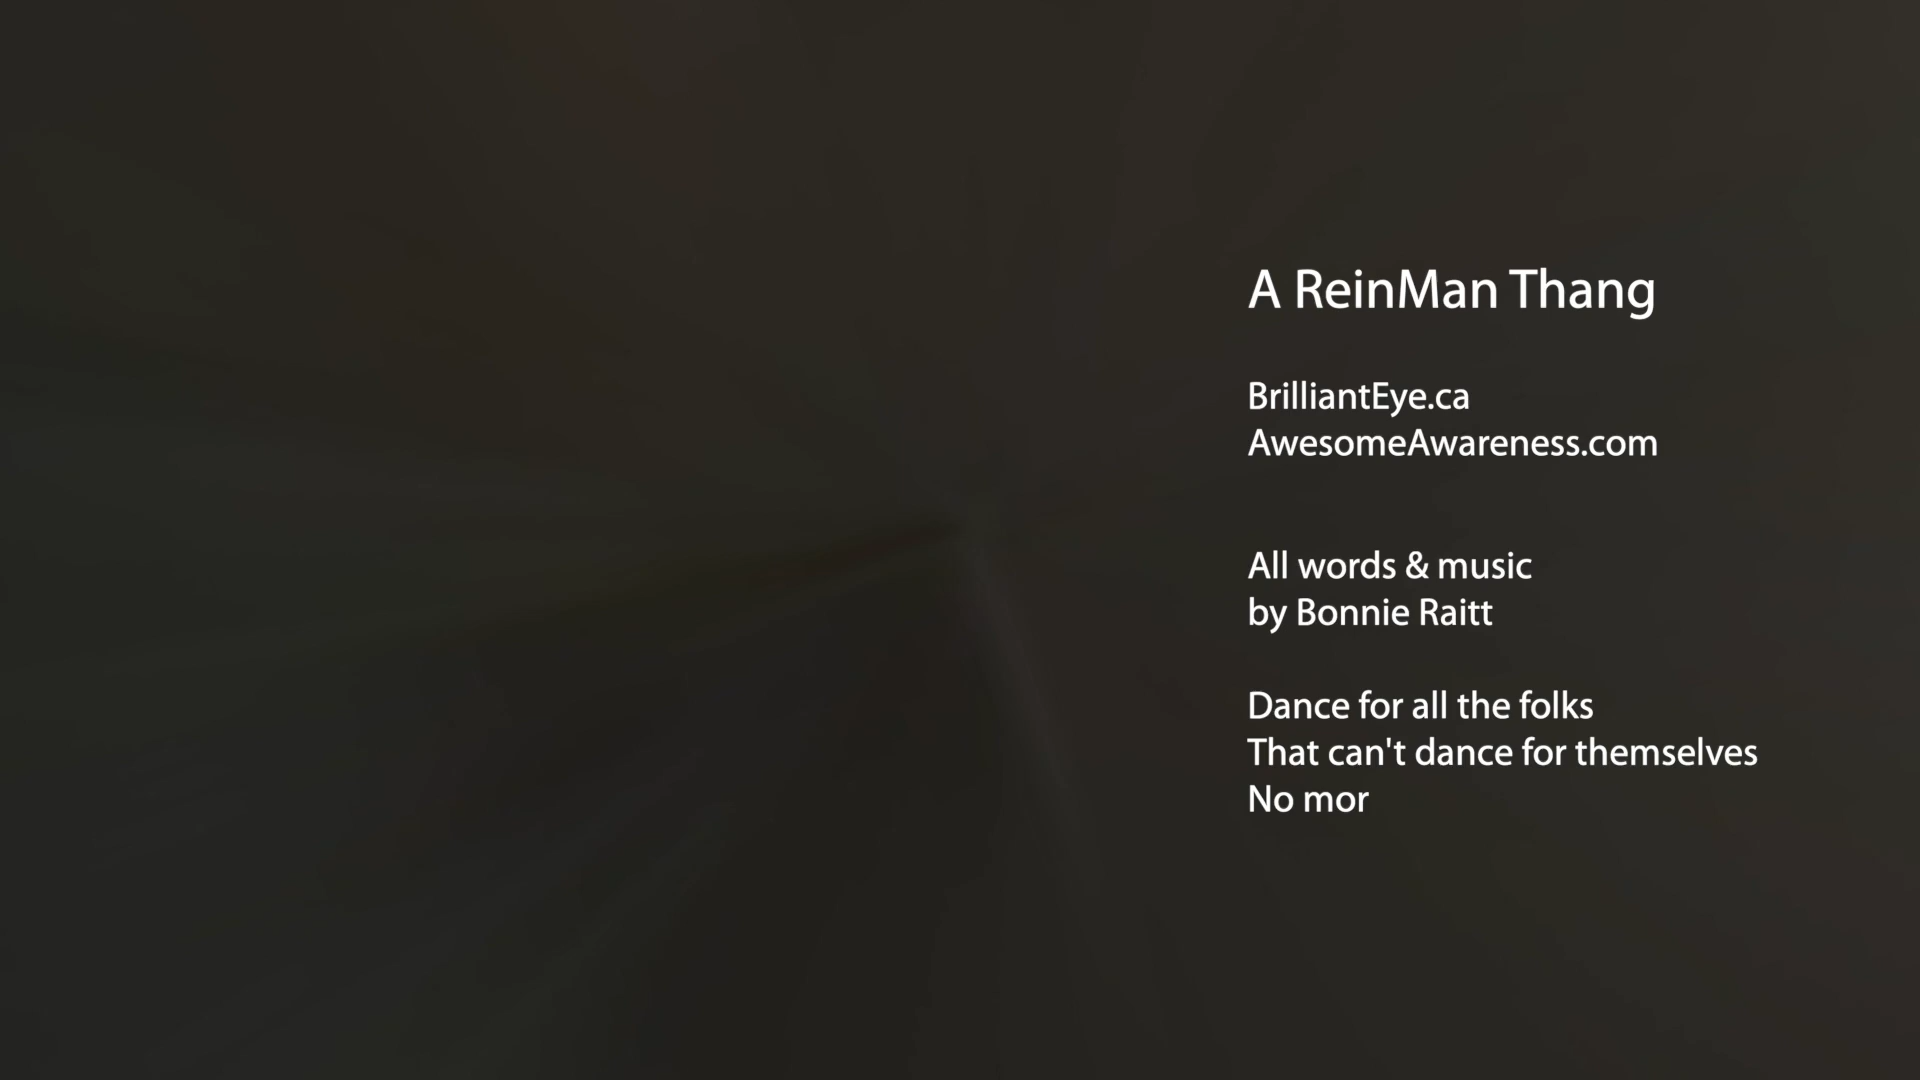 A ReinMan Thang
BrilliantEye.ca
AwesomeAwareness.com
All words & music
by Bonnie Raitt
Dance for all the folks
That can't dance for themselves
No mor